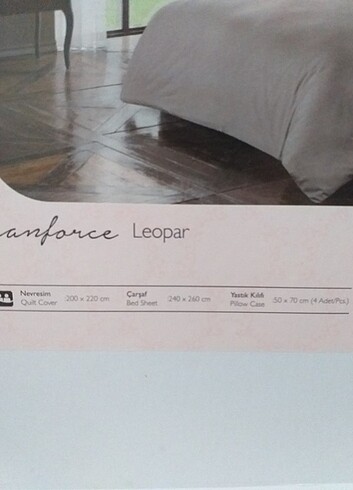 anforce Leopar
Nevresim Quilt Cover 200 x 220 cm
Çarşaf Bed Sheet 240 x 260 cm
Yastık Kılıfı Pillow Case 50 x 70 cm (4 Adet/Pcs.)